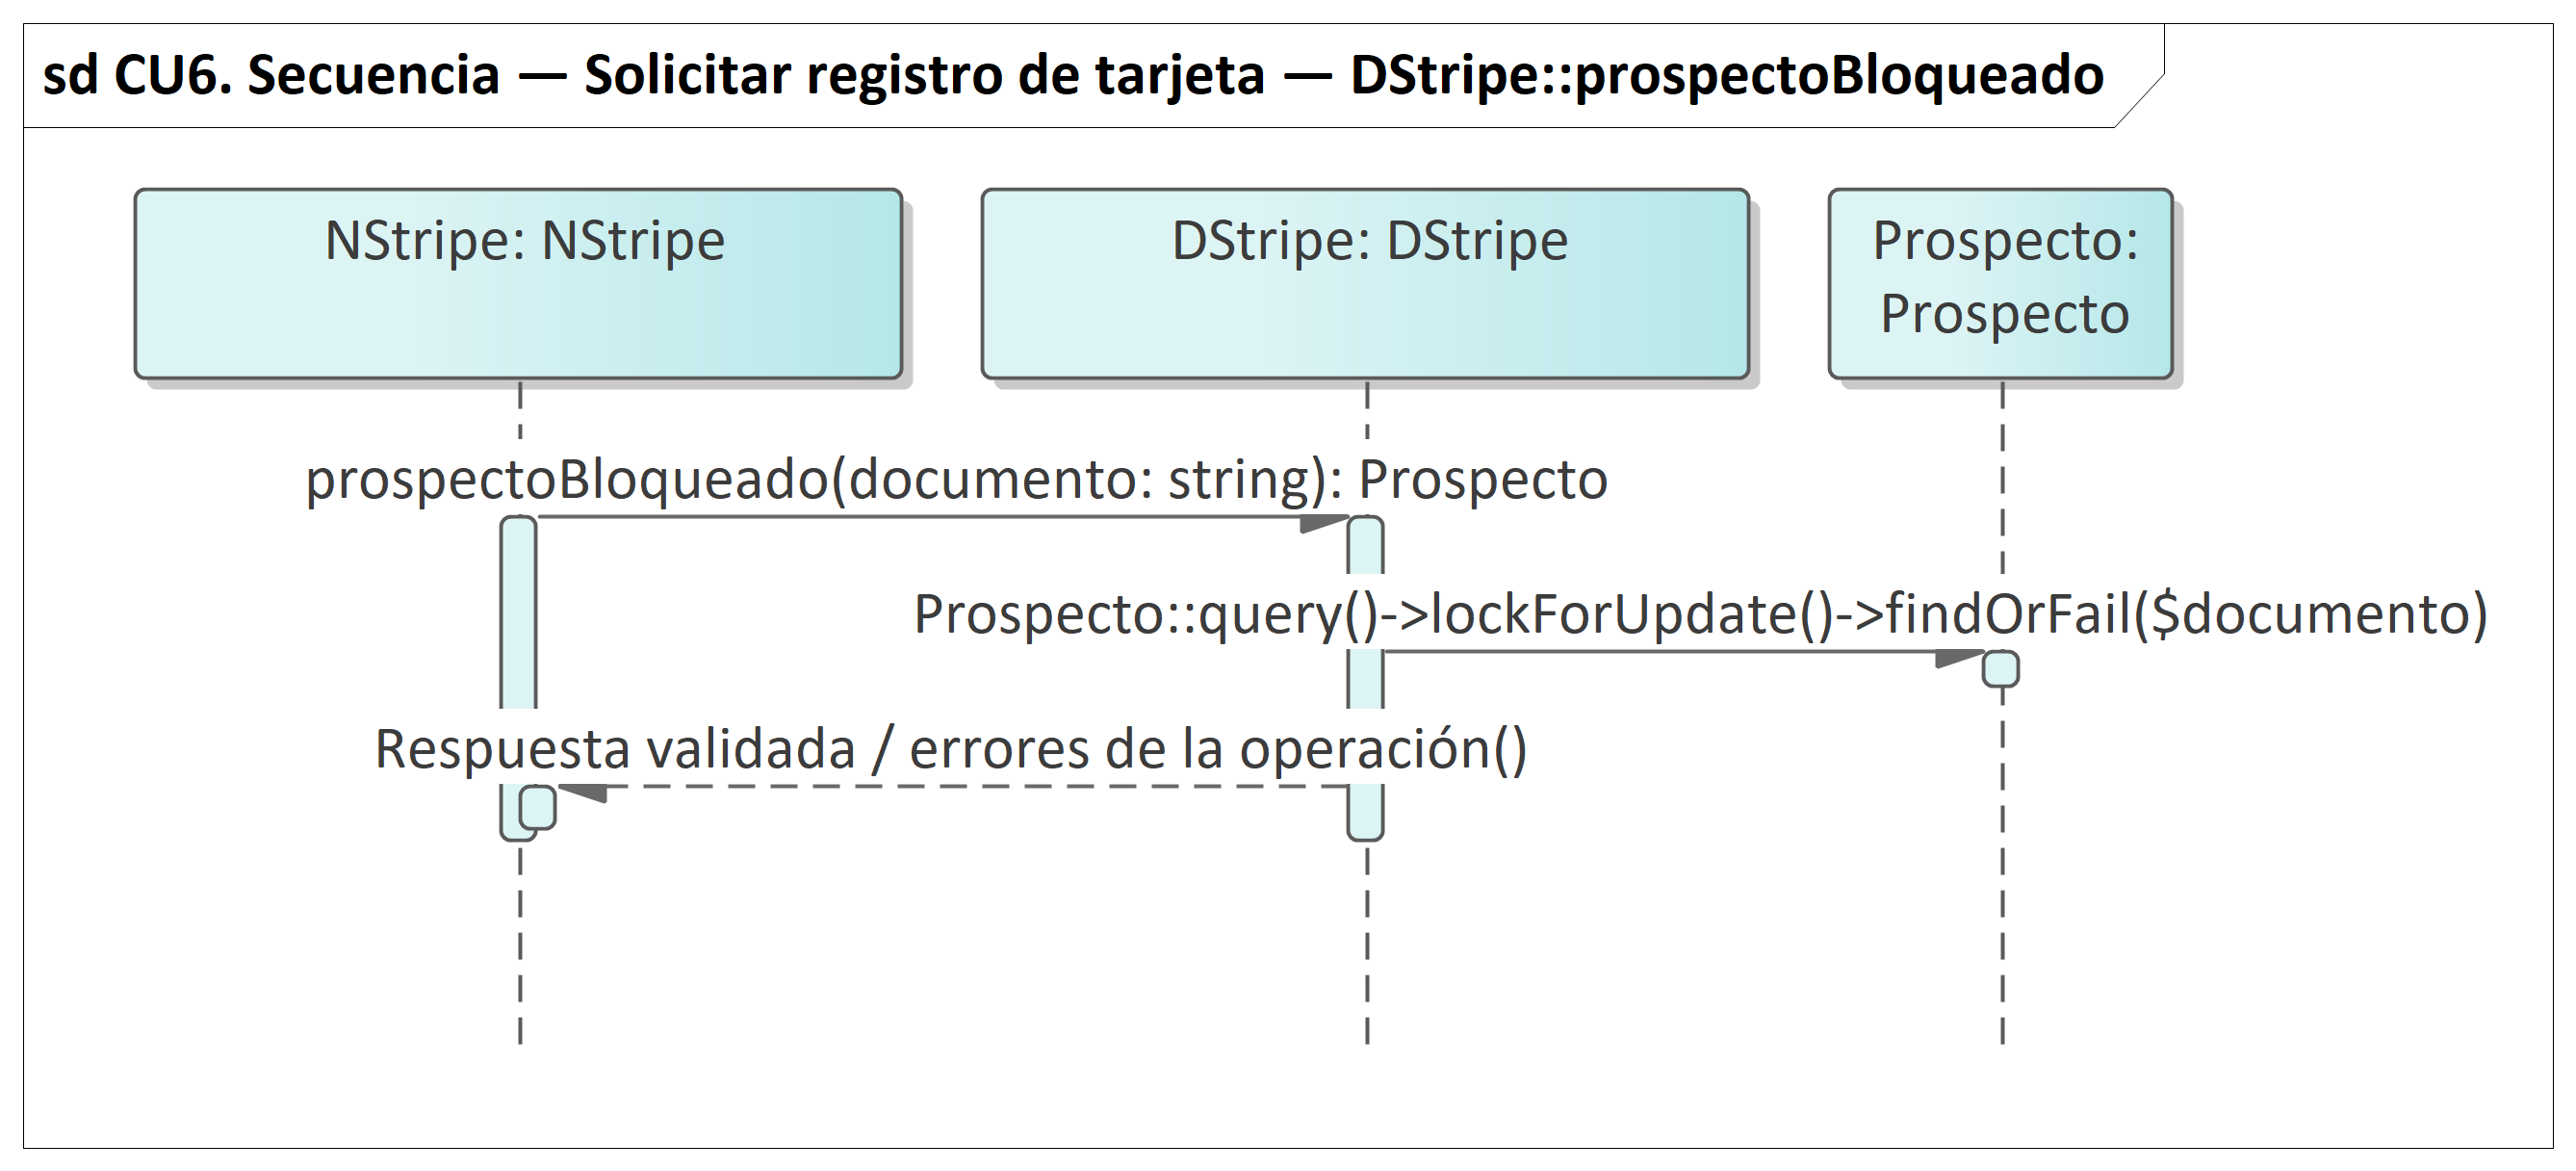 sd CU6. Secuencia — Solicitar registro de tarjeta — DStripe::prospectoBloqueado
NStripe: NStripe
DStripe: DStripe
Prospecto:
Prospecto
prospectoBloqueado(documento: string): Prospecto
Prospecto::query()->lockForUpdate()->findOrFail($documento)
Respuesta validada / errores de la operación()